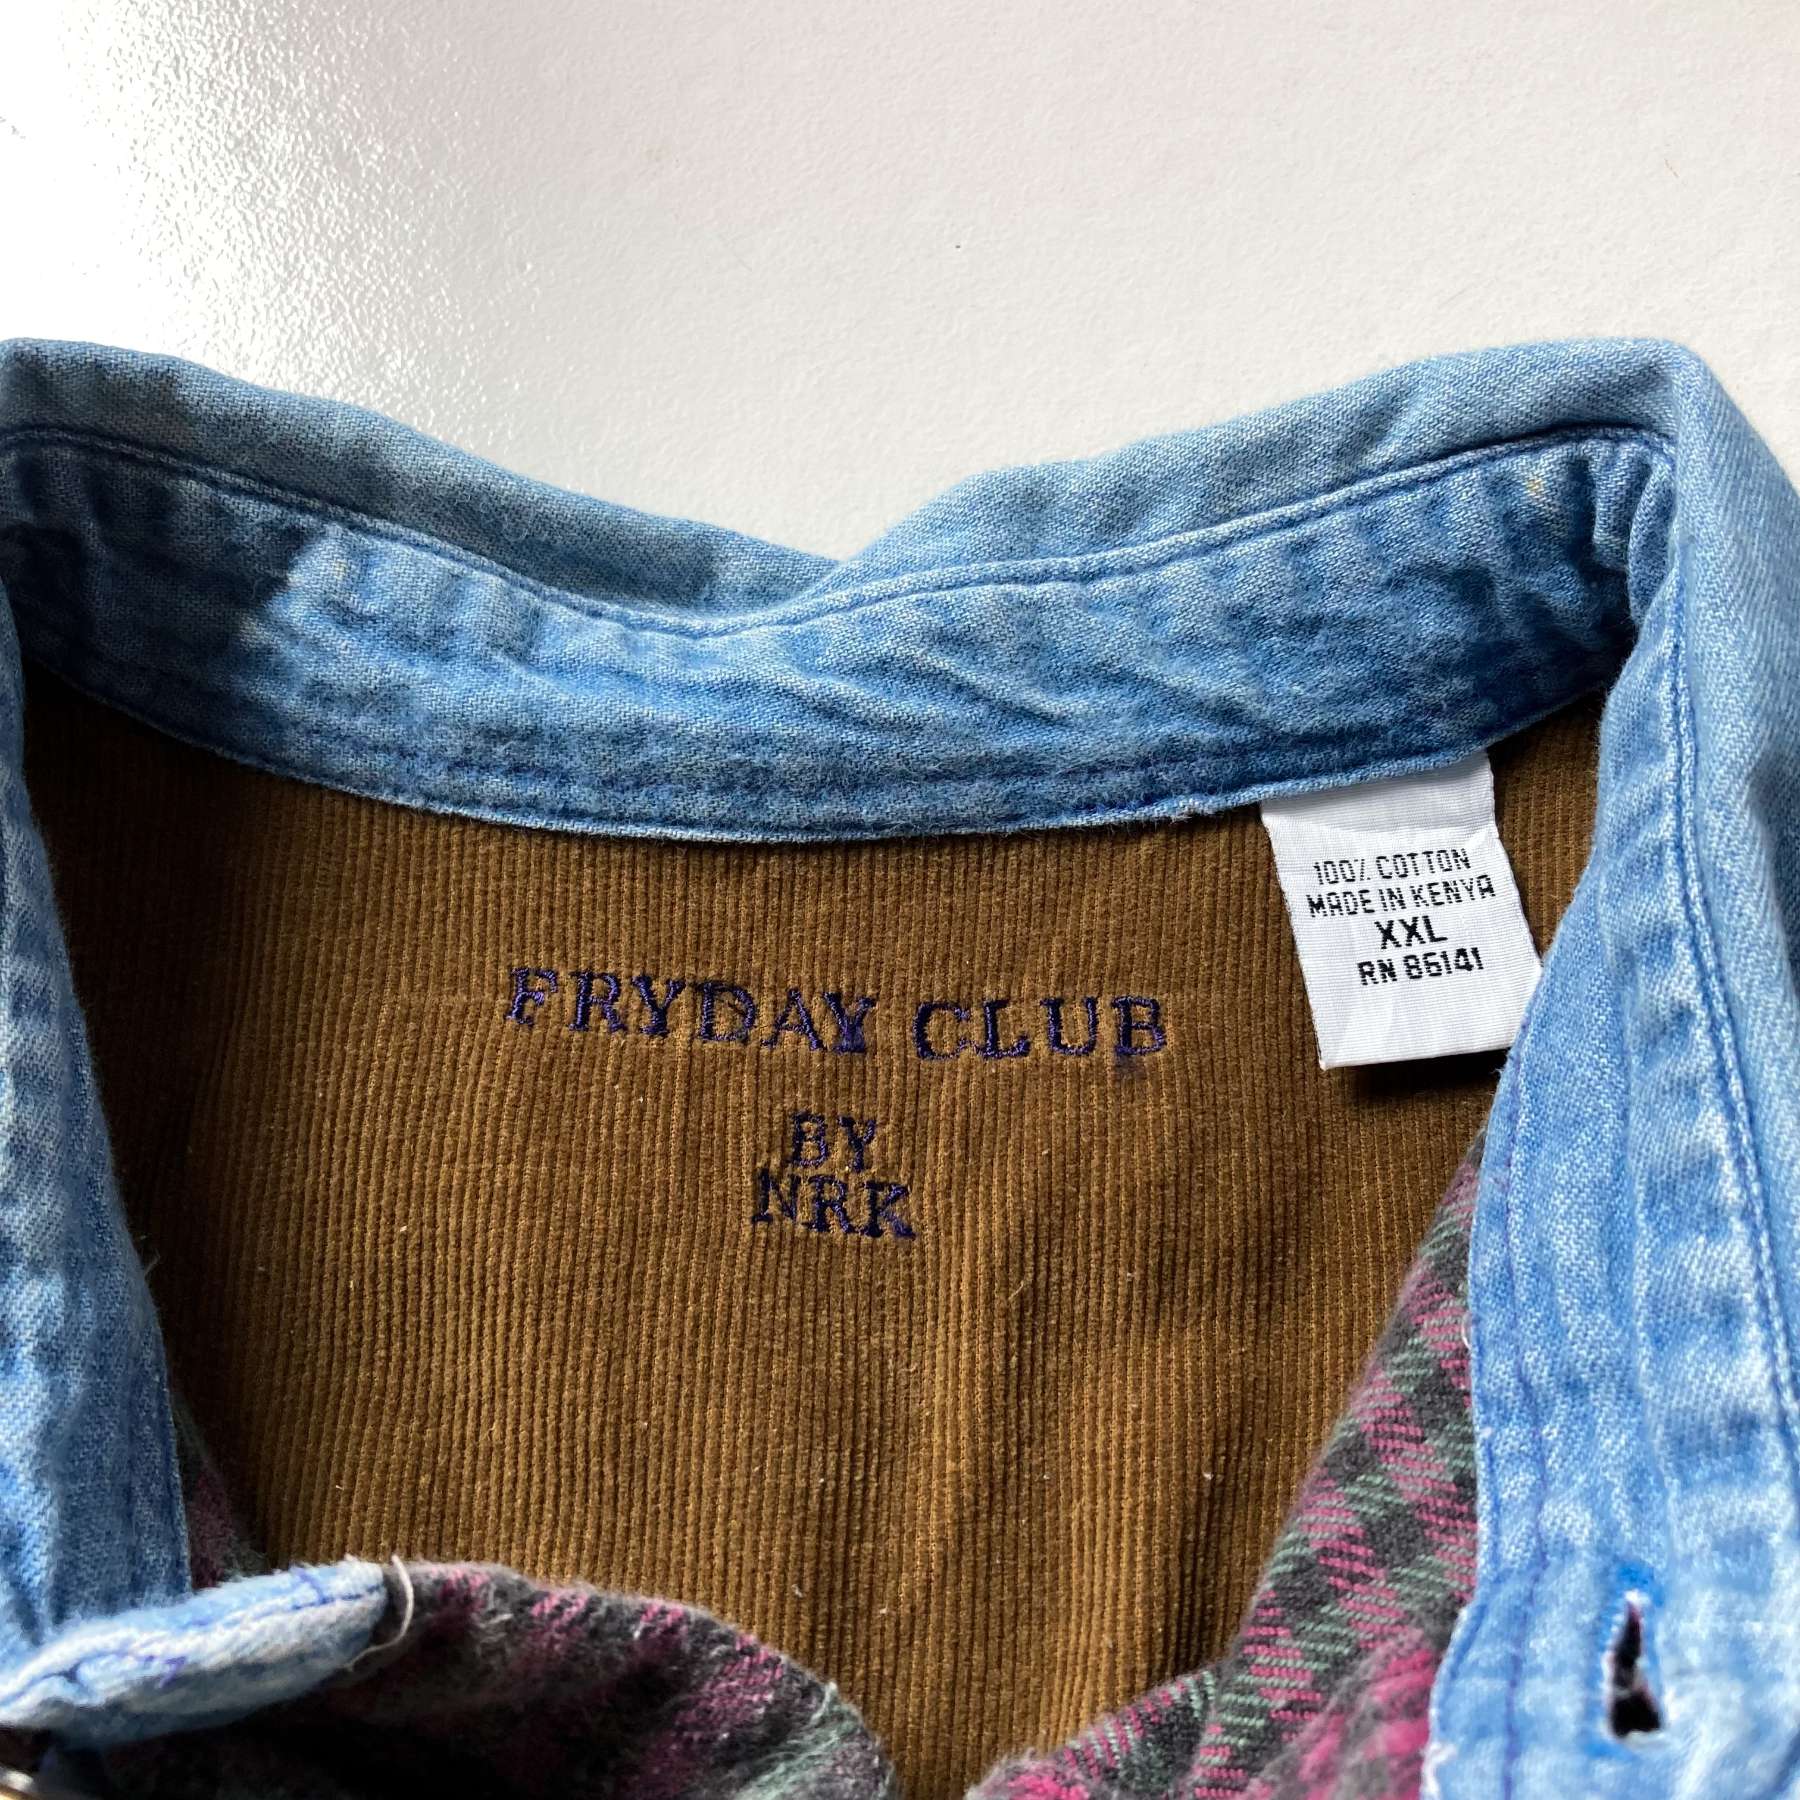 100% COTTON
MADE IN KENYA
XXL
RN 86141
FRYDAY CLUB
BY
NRK